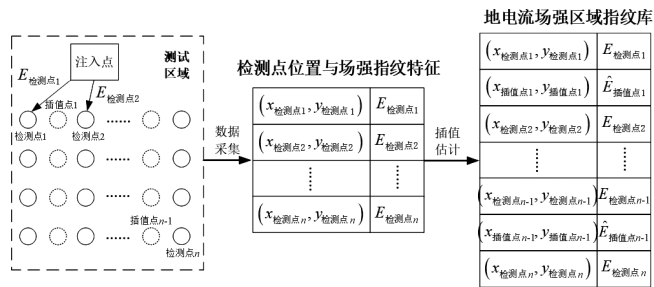 注入点
测试
区域
E检测点1
插值点1
E检测点2
检测点1
检测点2
......
......
......
插值点n-1
......
检测点n
数据
采集
检测点位置与场强指纹特征
(x检测点1, y检测点1) E检测点1
(x检测点2, y检测点2) E检测点2
⋮ ⋮
(x检测点n, y检测点n) E检测点n
插值
估计
地电流场强区域指纹库
(x检测点1, y检测点1) E检测点1
(x插值点1, y插值点1) Ê插值点1
(x检测点2, y检测点2) E检测点2
⋮ ⋮
(x检测点n-1, y检测点n-1) E检测点n-1
(x插值点n-1, y插值点n-1) Ê插值点n-1
(x检测点n, y检测点n) E检测点n